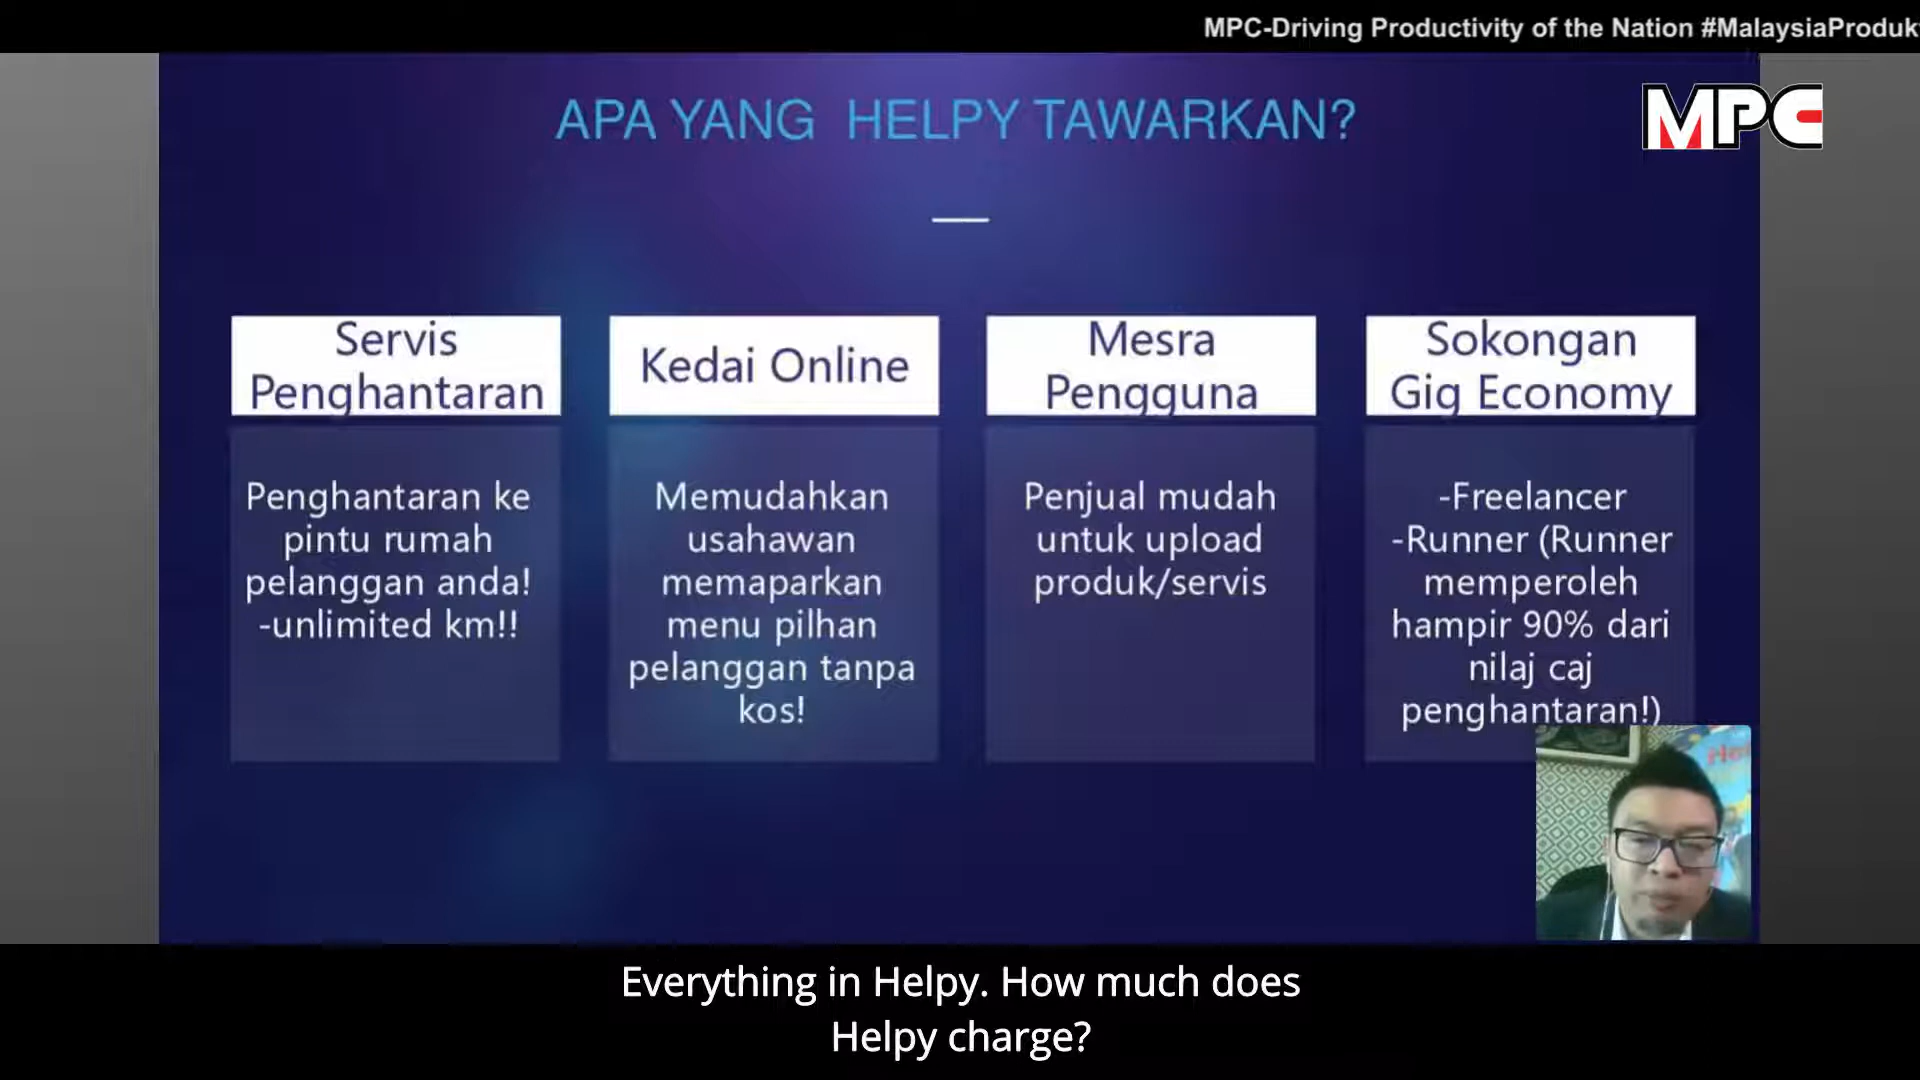 MPC-Driving Productivity of the Nation #MalaysiaProduk
MPC
APA YANG HELPY TAWARKAN?
Servis
Penghantaran
Penghantaran ke
pintu rumah
pelanggan anda!
-unlimited km!!
Kedai Online
Memudahkan
usahawan
memaparkan
menu pilhan
pelanggan tanpa
kos!
Mesra
Pengguna
Penjual mudah
untuk upload
produk/servis
Sokongan
Gig Economy
-Freelancer
-Runner (Runner
memperoleh
hampir 90% dari
nilaj caj
penghantaran!)
Everything in Helpy. How much does
Helpy charge?